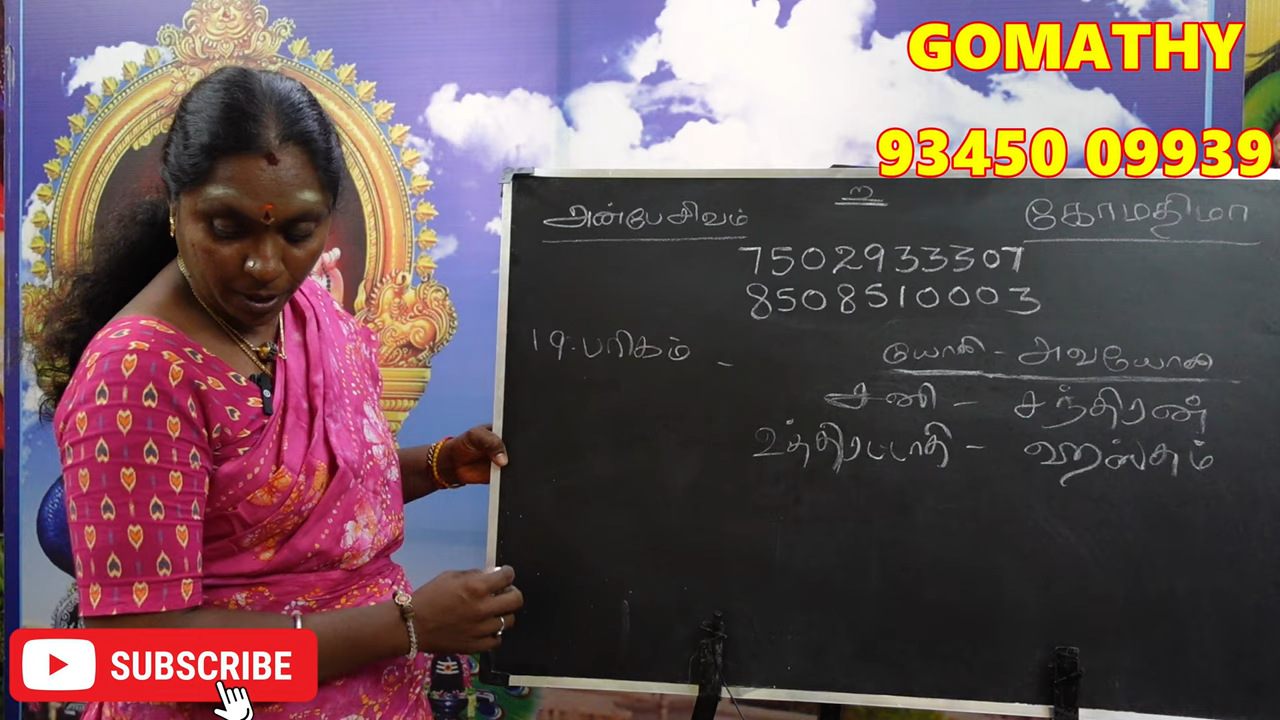 GOMATHY
93450 09939
உ
அன்பே சிவம்
கோமதிமா
7502933307
8508510003
19. பரிகம் -
யோகி - அவயோகி
சனி - சந்திரன்
உத்திரட்டாதி - ஹஸ்தம்
SUBSCRIBE